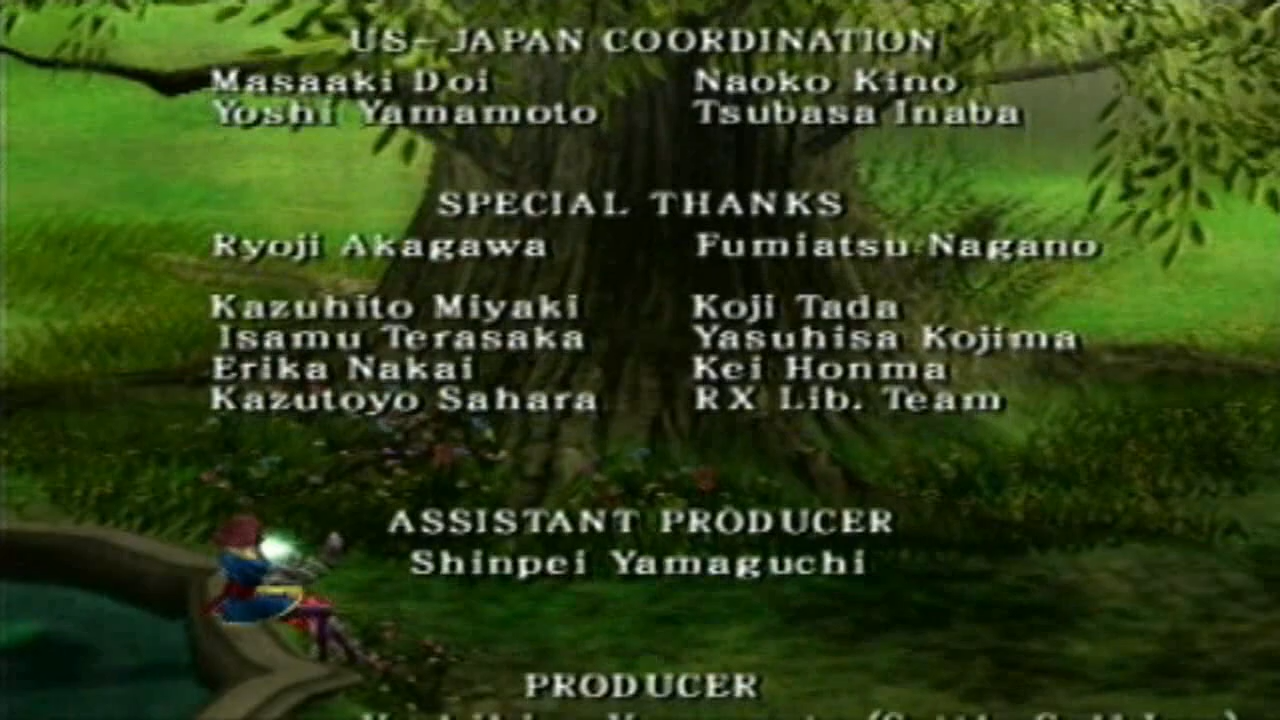 US-JAPAN COORDINATION
Masaaki Doi Naoko Kino
Yoshi Yamamoto Tsubasa Inaba
SPECIAL THANKS
Ryoji Akagawa Fumiatsu Nagano
Kazuhito Miyaki Koji Tada
Isamu Terasaka Yasuhisa Kojima
Erika Nakai Kei Honma
Kazutoyo Sahara RX Lib. Team
ASSISTANT PRODUCER
Shinpei Yamaguchi
PRODUCER